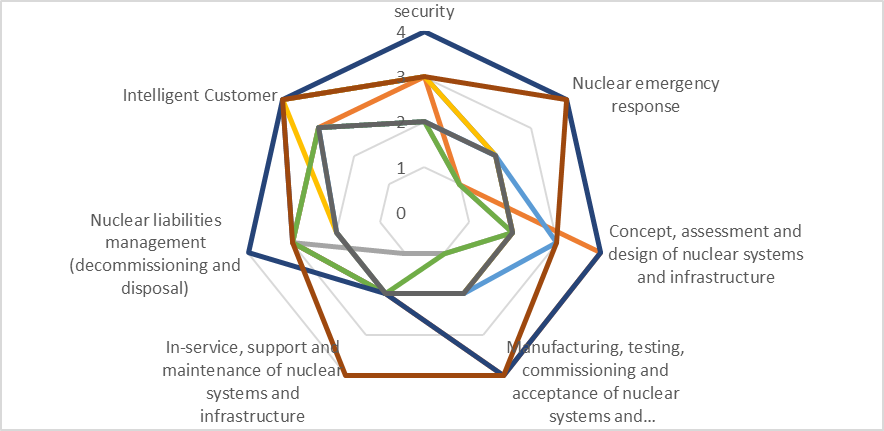 security
4
3
2
1
0
Nuclear emergency
response
Concept, assessment and
design of nuclear systems
and infrastructure
Manufacturing, testing,
commissioning and
acceptance of nuclear
systems and…
In-service, support and
maintenance of nuclear
systems and
infrastructure
Nuclear liabilities
management
(decommissioning and
disposal)
Intelligent Customer